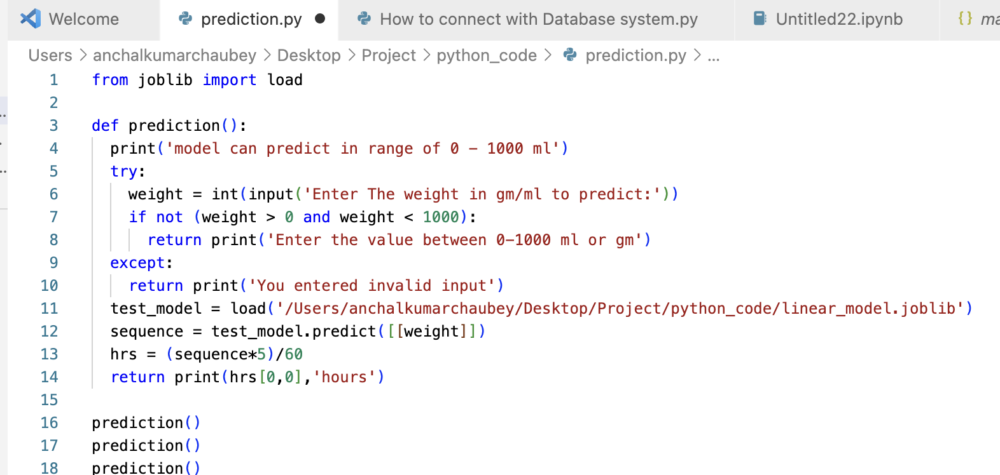 Welcome prediction.py How to connect with Database system.py Untitled22.ipynb {}
Users > anchalkumarchaubey > Desktop > Project > python_code > prediction.py > ...
1 from joblib import load
2
3 def prediction():
4 print('model can predict in range of 0 - 1000 ml')
5 try:
6 weight = int(input('Enter The weight in gm/ml to predict:'))
7 if not (weight > 0 and weight < 1000):
8 return print('Enter the value between 0-1000 ml or gm')
9 except:
10 return print('You entered invalid input')
11 test_model = load('/Users/anchalkumarchaubey/Desktop/Project/python_code/linear_model.joblib')
12 sequence = test_model.predict([[weight]])
13 hrs = (sequence*5)/60
14 return print(hrs[0,0],'hours')
15
16 prediction()
17 prediction()
18 prediction()